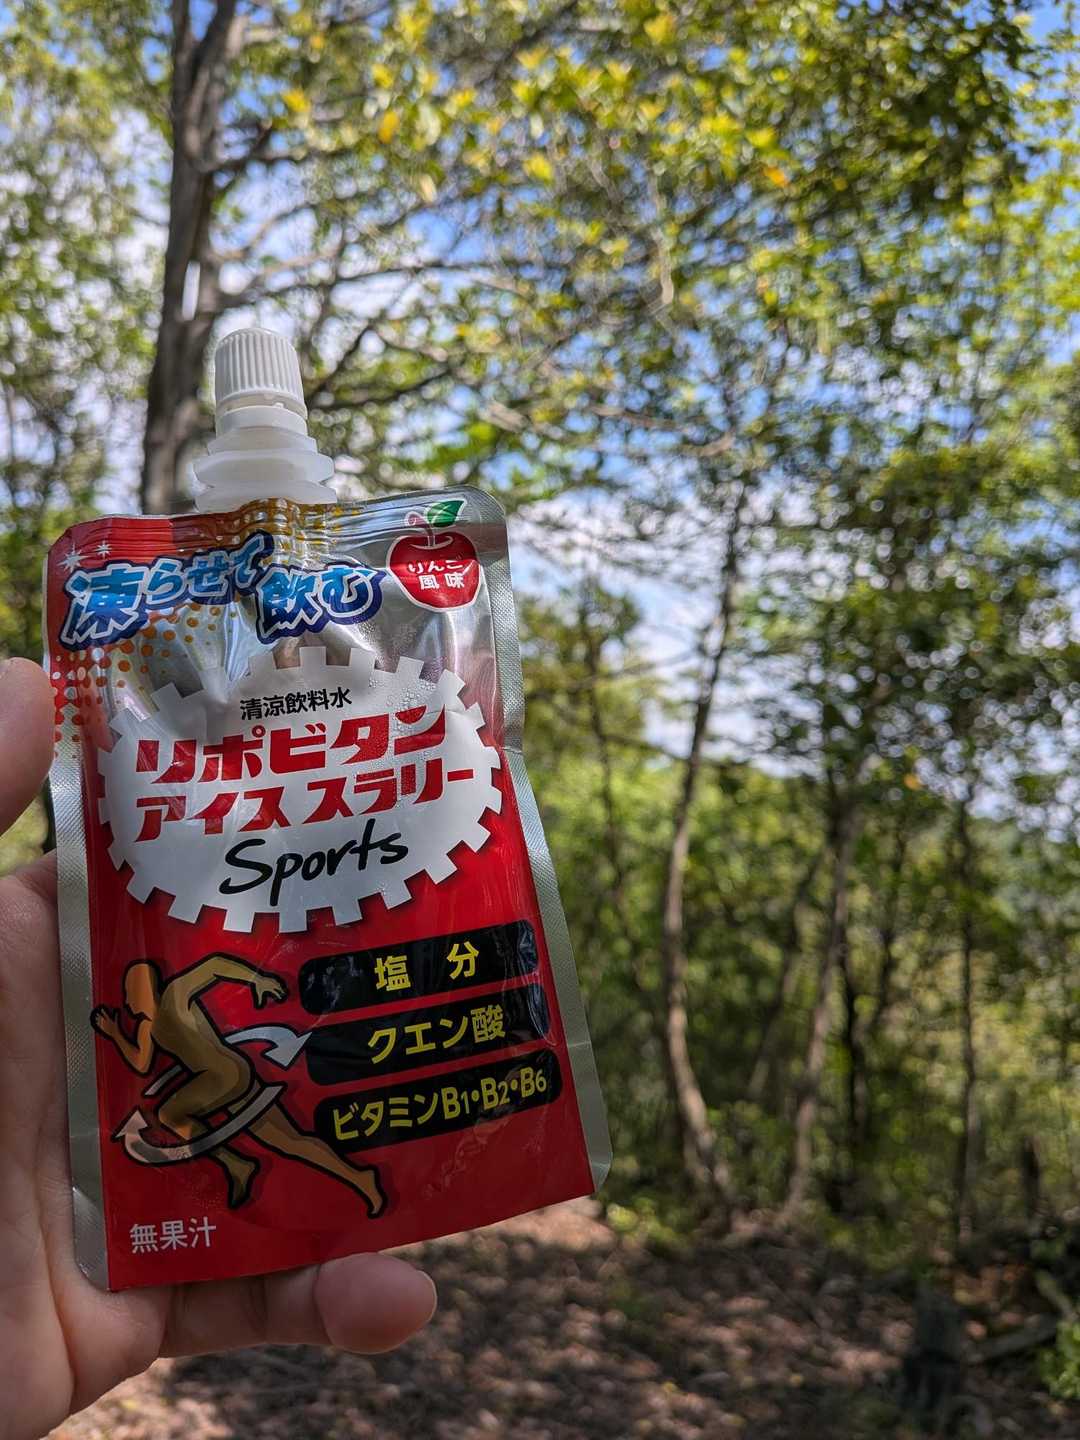 凍らせて飲む
りんご
風味
清涼飲料水
リポビタン
アイススラリー
Sports
塩分
クエン酸
ビタミンB1・B2・B6
無果汁